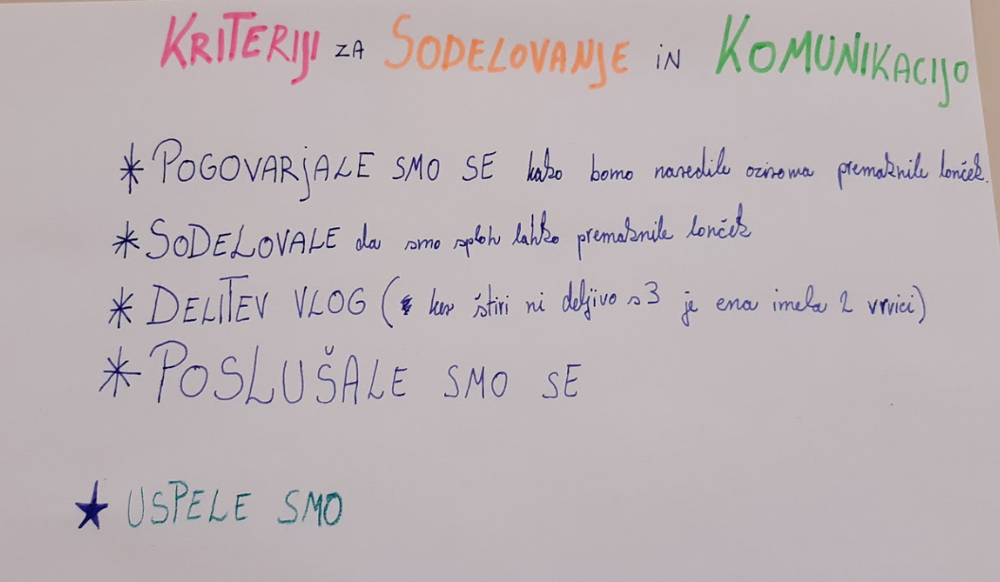 KRITERIJI ZA SODELOVANJE iN KOMUNIKACIJO
* POGOVARjALE SMO SE kako bomo naredile oziroma premaknile lonček.
* SODELOVALE da smo sploh lahko premaknile lonček
* DELITEV VLOG ( ker štiri ni deljivo s 3 je ena imela 2 vrvici)
* POSLUŠALE SMO SE
★ USPELE SMO